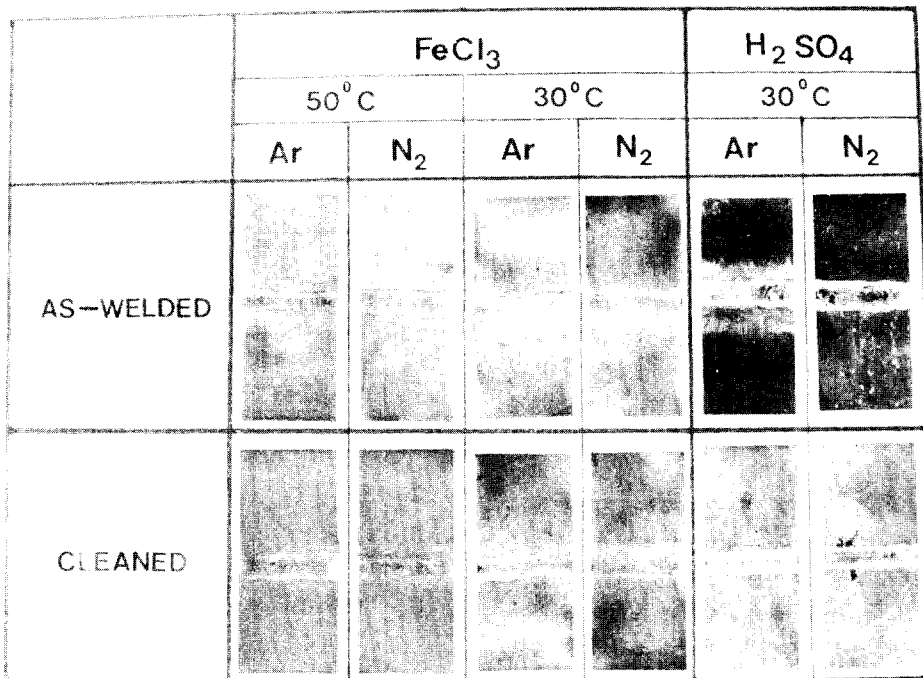 FeCl₃ H₂SO₄
50°C 30°C 30°C
Ar N₂ Ar N₂ Ar N₂
AS-WELDED
CLEANED